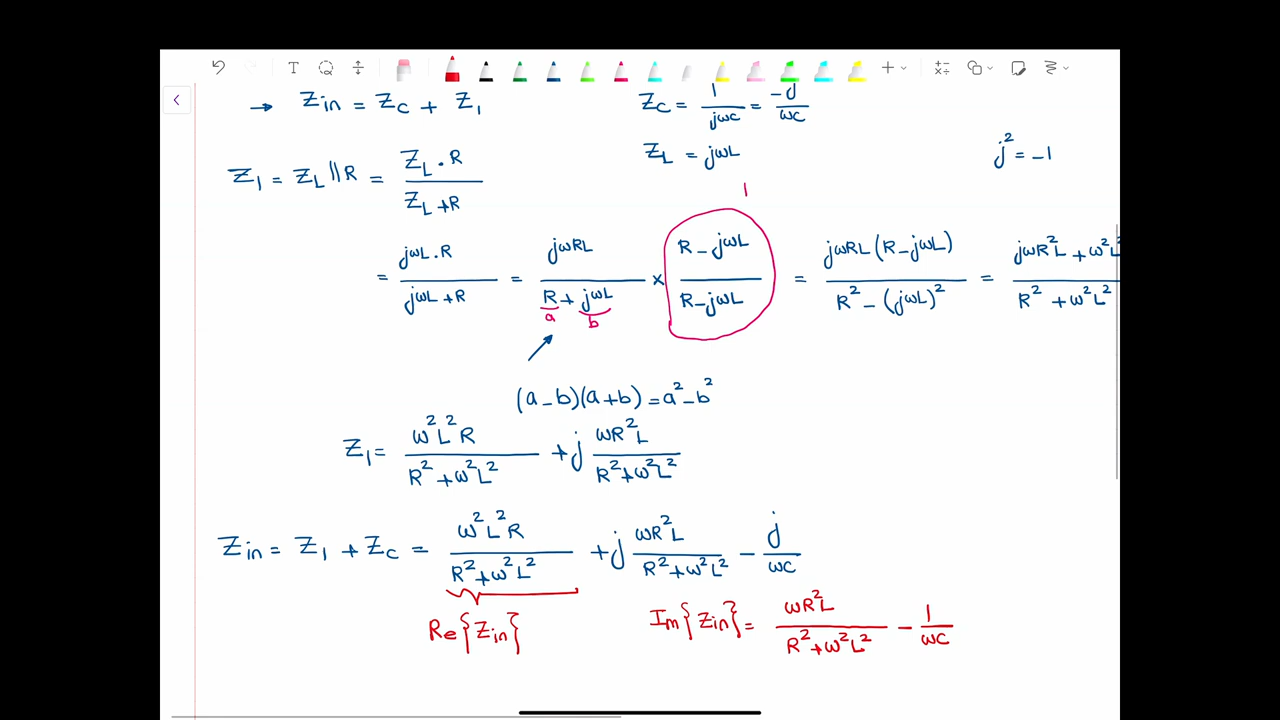 → Zin = Zc + Z1
Zc = 1/jωC = -j/ωC
ZL = jωL
j² = -1
Z1 = ZL || R = ZL · R / ZL + R
1
= jωL · R / jωL + R = jωRL / R + jωL × R - jωL / R - jωL = jωRL (R - jωL) / R² - (jωL)² = jωR²L + ω²L² / R² + ω²L²
a b
(a - b)(a + b) = a² - b²
Z1 = ω²L²R / R² + ω²L² + j ωR²L / R² + ω²L²
Zin = Z1 + Zc = ω²L²R / R² + ω²L² + j ωR²L / R² + ω²L² - j/ωC
Re{Zin}
Im{Zin} = ωR²L / R² + ω²L² - 1/ωC